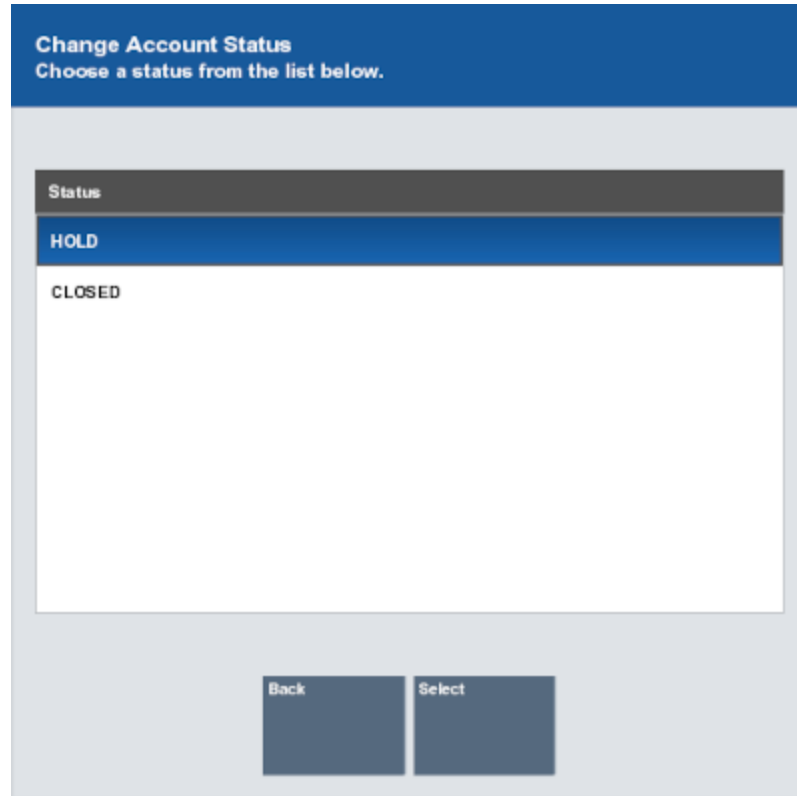 Change Account Status
Choose a status from the list below.
Status
HOLD
CLOSED
Back
Select